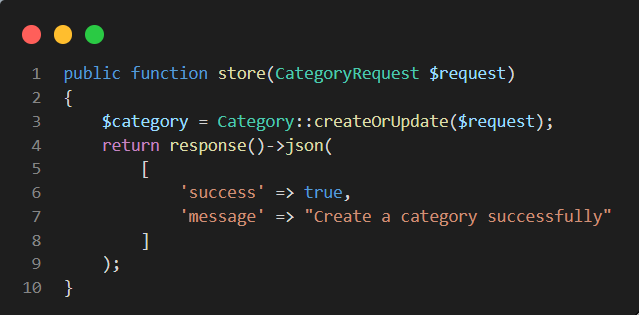 1 public function store(CategoryRequest $request)
2 {
3     $category = Category::createOrUpdate($request);
4     return response()->json(
5         [
6             'success' => true,
7             'message' => "Create a category successfully"
8         ]
9     );
10 }